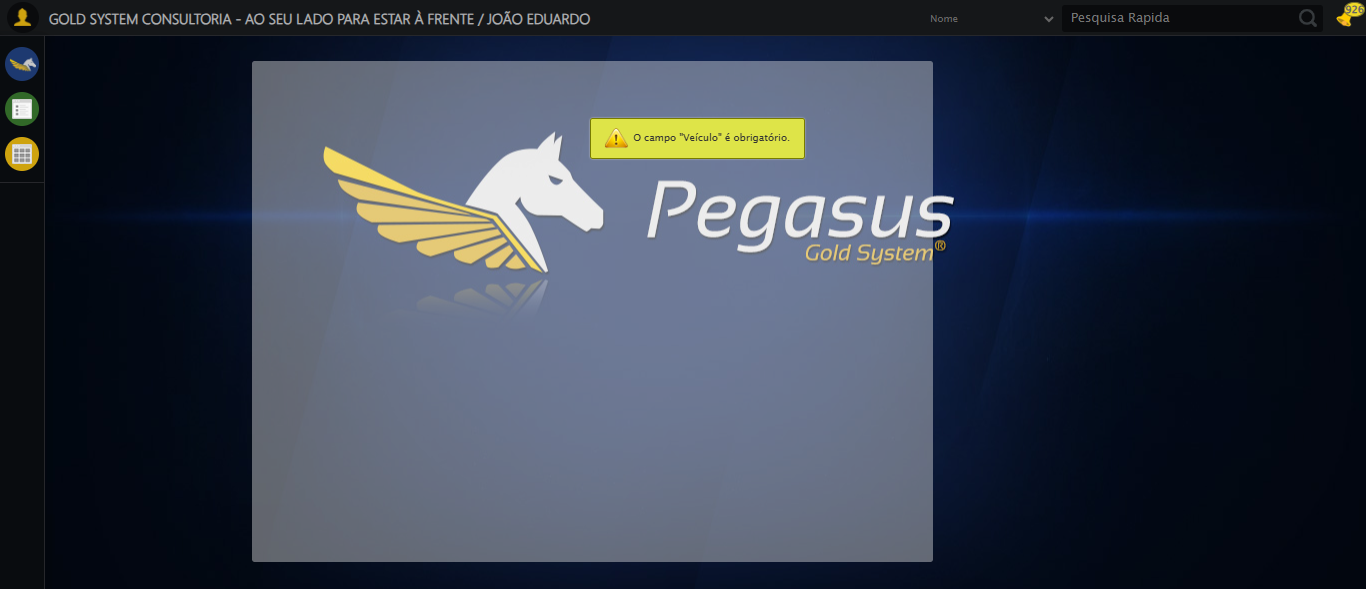 GOLD SYSTEM CONSULTORIA - AO SEU LADO PARA ESTAR À FRENTE / JOÃO EDUARDO
Nome
Pesquisa Rapida
926
O campo "Veículo" é obrigatório.
Pegasus
Gold System®